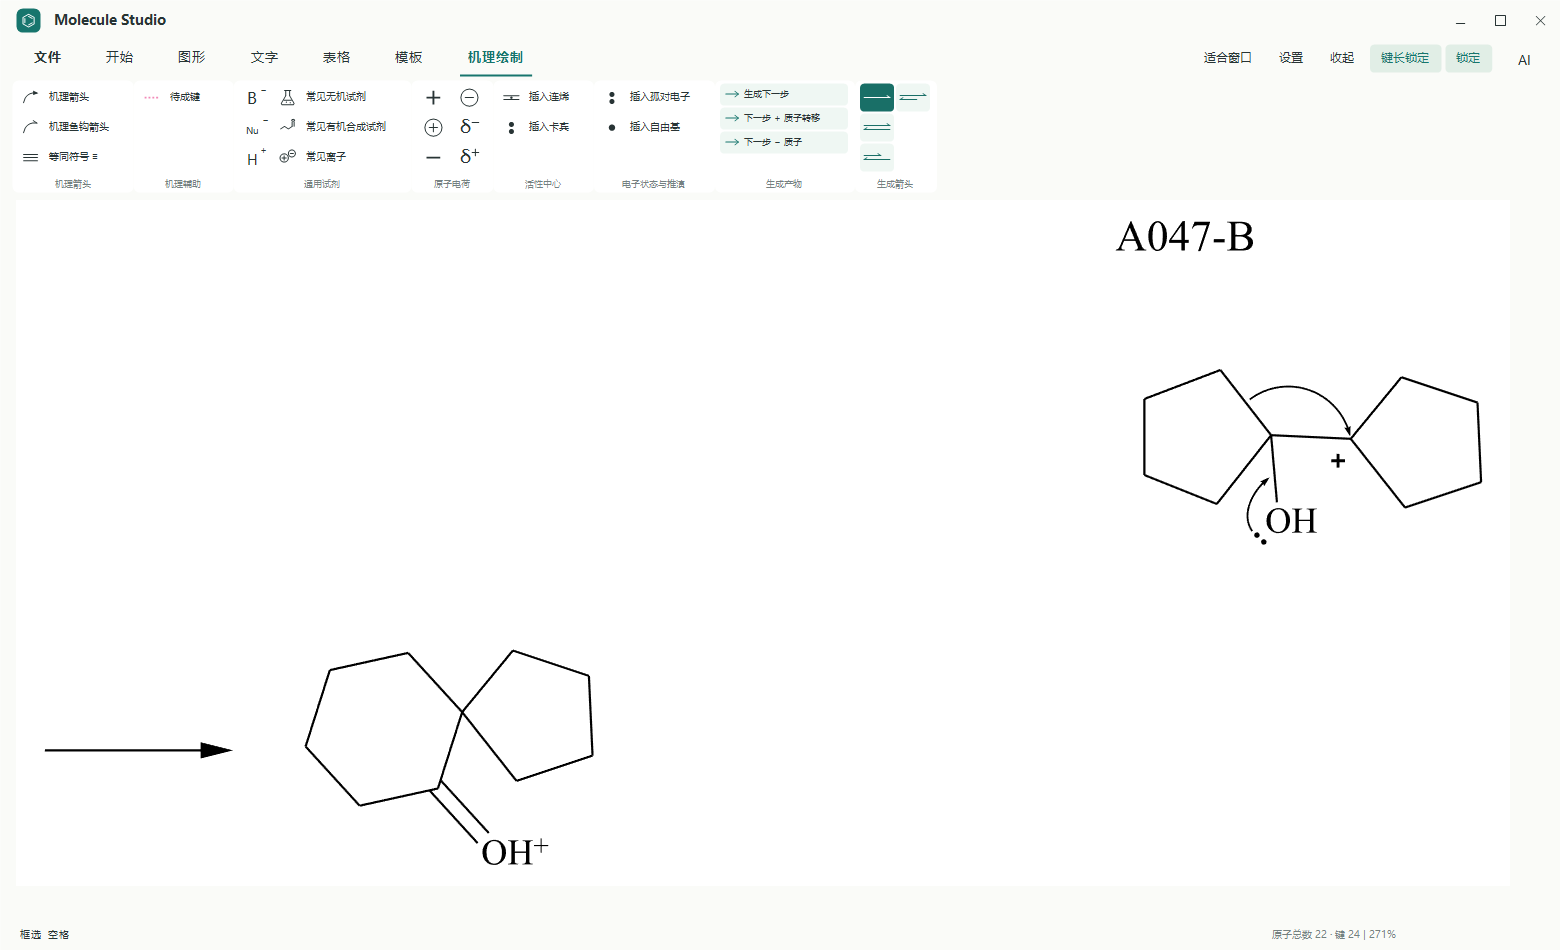 Molecule Studio
文件 开始 图形 文字 表格 模板 机理绘制 适合窗口 设置 收起 键长锁定 锁定 AI
机理箭头
机理鱼钩箭头
等同符号 ≡
机理箭头
待成键
机理辅助
B⁻ 常见无机试剂
Nu⁻ 常见有机合成试剂
H⁺ 常见离子
通用试剂
+ ⊖
⊕ δ⁻
− δ⁺
原子电荷
插入连烯
插入卡宾
活性中心
插入孤对电子
插入自由基
电子状态与推演
生成下一步
下一步 + 质子转移
下一步 − 质子
生成产物
生成箭头
A047-B
+
OH
OH⁺
框选 空格
原子总数 22 · 键 24 | 271%